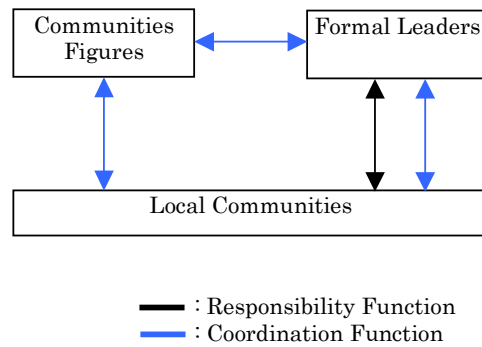 Communities
Figures
Formal Leaders
Local Communities
: Responsibility Function
: Coordination Function